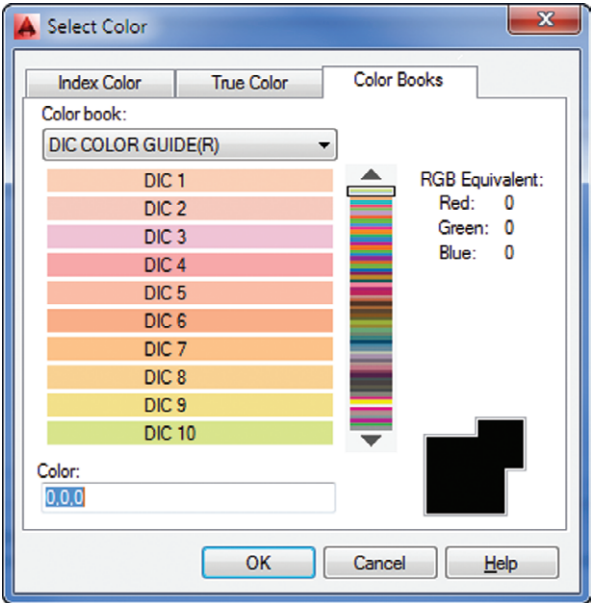 Select Color
Index Color
True Color
Color Books
Color book:
DIC COLOR GUIDE(R)
DIC 1
DIC 2
DIC 3
DIC 4
DIC 5
DIC 6
DIC 7
DIC 8
DIC 9
DIC 10
RGB Equivalent:
Red: 0
Green: 0
Blue: 0
Color:
0,0,0
OK
Cancel
Help